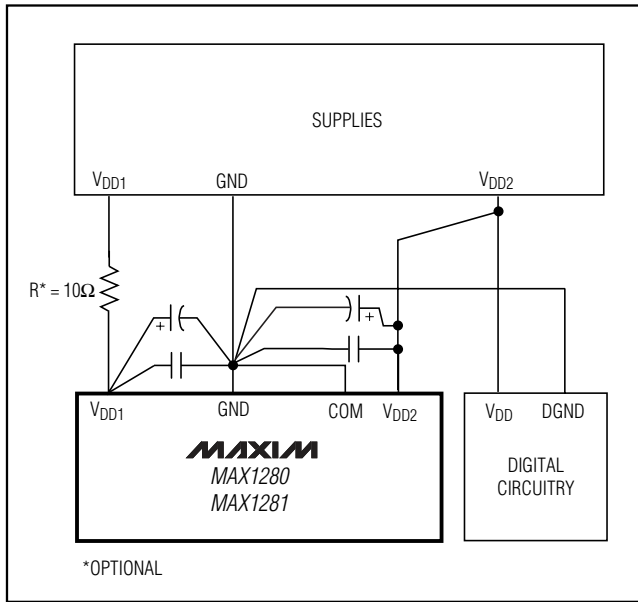 SUPPLIES
VDD1 GND VDD2
R* = 10Ω
+ +
VDD1 GND COM VDD2 VDD DGND
MAXIM
MAX1280
MAX1281
DIGITAL
CIRCUITRY
*OPTIONAL